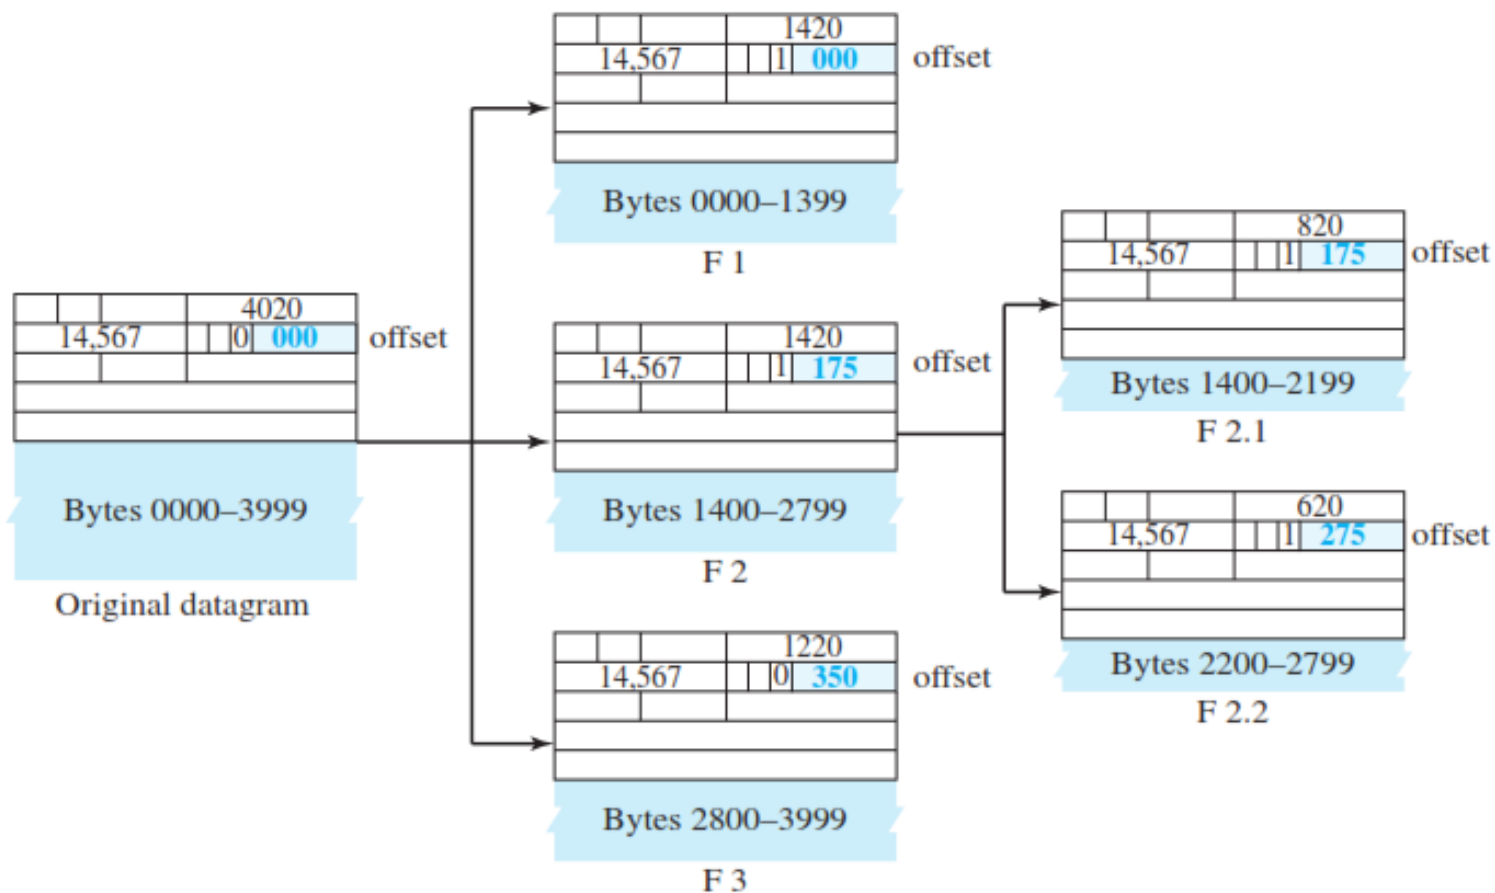 4020
14,567 0 000 offset
Bytes 0000–3999
Original datagram
1420
14,567 1 000 offset
Bytes 0000–1399
F 1
1420
14,567 1 175 offset
Bytes 1400–2799
F 2
1220
14,567 0 350 offset
Bytes 2800–3999
F 3
820
14,567 1 175 offset
Bytes 1400–2199
F 2.1
620
14,567 1 275 offset
Bytes 2200–2799
F 2.2